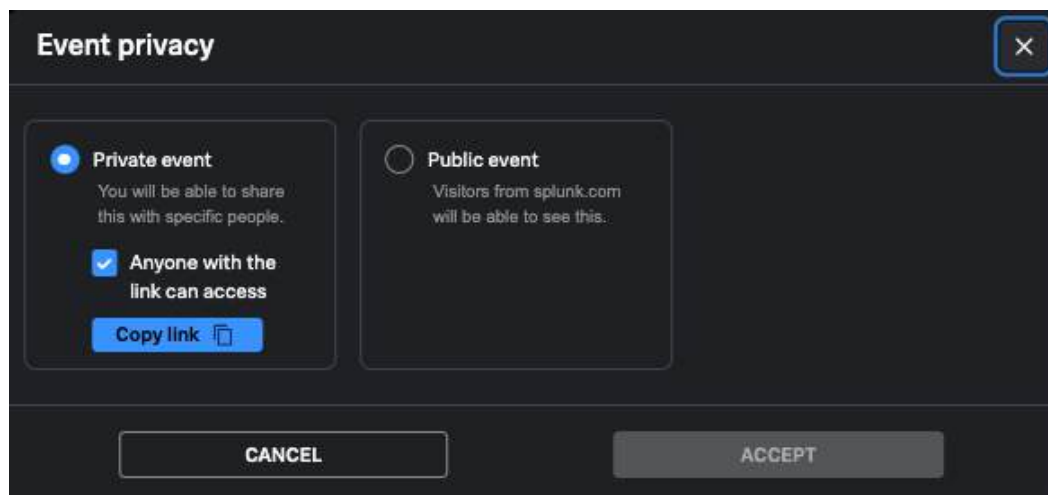 Event privacy
Private event
You will be able to share
this with specific people.
Anyone with the
link can access
Copy link
Public event
Visitors from splunk.com
will be able to see this.
CANCEL
ACCEPT